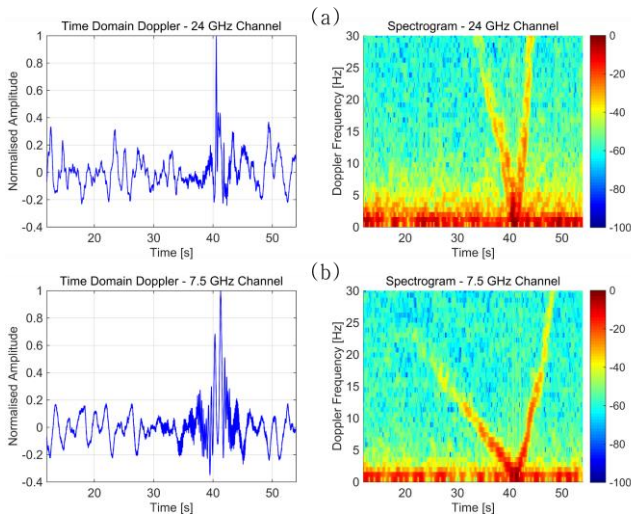 (a)
Time Domain Doppler - 24 GHz Channel
Normalised Amplitude
1
0.8
0.6
0.4
0.2
0
-0.2
-0.4
20 30 40 50
Time [s]
Spectrogram - 24 GHz Channel
Doppler Frequency [Hz]
30
25
20
15
10
5
0
20 30 40 50
Time [s]
0
-20
-40
-60
-80
-100
(b)
Time Domain Doppler - 7.5 GHz Channel
Normalised Amplitude
1
0.8
0.6
0.4
0.2
0
-0.2
-0.4
20 30 40 50
Time [s]
Spectrogram - 7.5 GHz Channel
Doppler Frequency [Hz]
30
25
20
15
10
5
0
20 30 40 50
Time [s]
0
-20
-40
-60
-80
-100